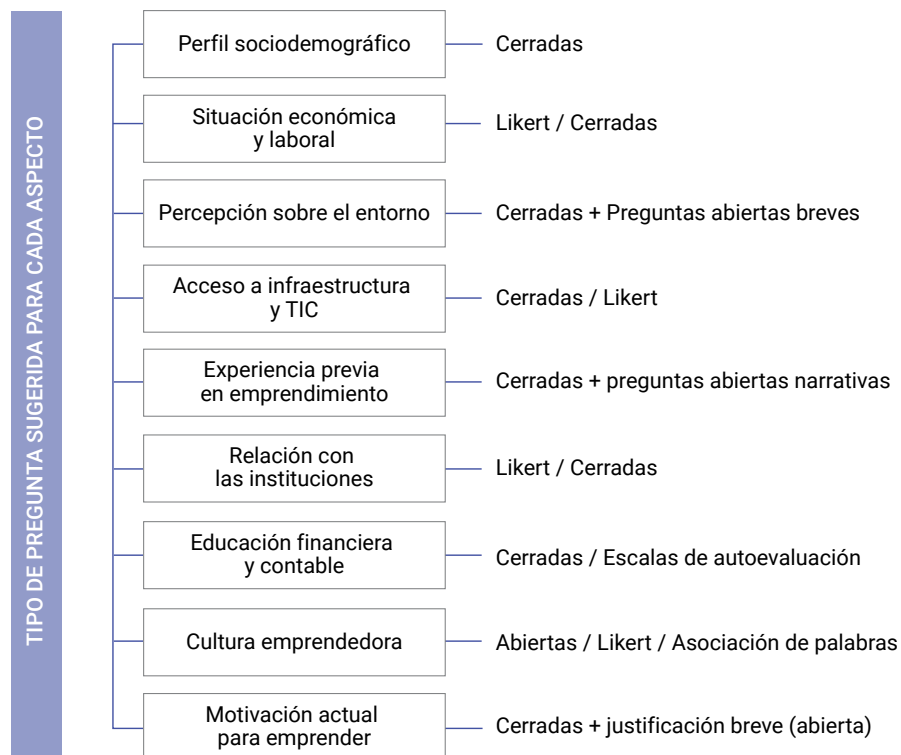 TIPO DE PREGUNTA SUGERIDA PARA CADA ASPECTO
Perfil sociodemográfico
Cerradas
Situación económica
y laboral
Likert / Cerradas
Percepción sobre el entorno
Cerradas + Preguntas abiertas breves
Acceso a infraestructura
y TIC
Cerradas / Likert
Experiencia previa
en emprendimiento
Cerradas + preguntas abiertas narrativas
Relación con
las instituciones
Likert / Cerradas
Educación financiera
y contable
Cerradas / Escalas de autoevaluación
Cultura emprendedora
Abiertas / Likert / Asociación de palabras
Motivación actual
para emprender
Cerradas + justificación breve (abierta)